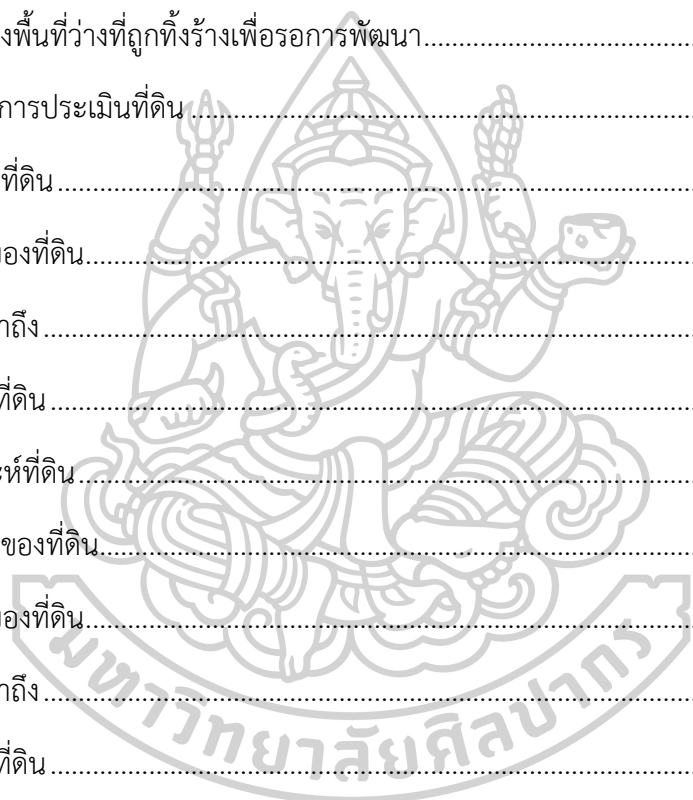 งพื้นที่ว่างที่ถูกทิ้งร้างเพื่อรอการพัฒนา
การประเมินที่ดิน
ที่ดิน
ของที่ดิน
าถึง
ที่ดิน
ะห์ที่ดิน
ของที่ดิน
ของที่ดิน
าถึง
ที่ดิน
มหาวิทยาลัยศิลปากร